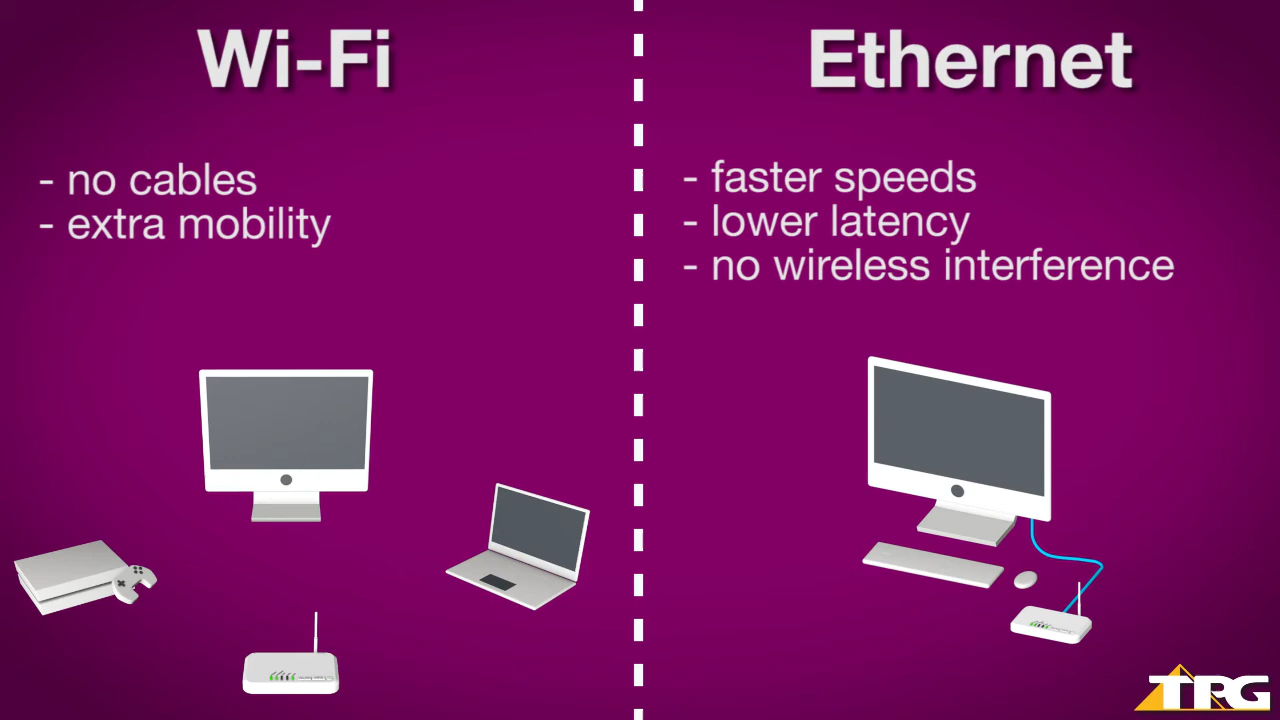 Wi-Fi
- no cables
- extra mobility
Ethernet
- faster speeds
- lower latency
- no wireless interference
TPG